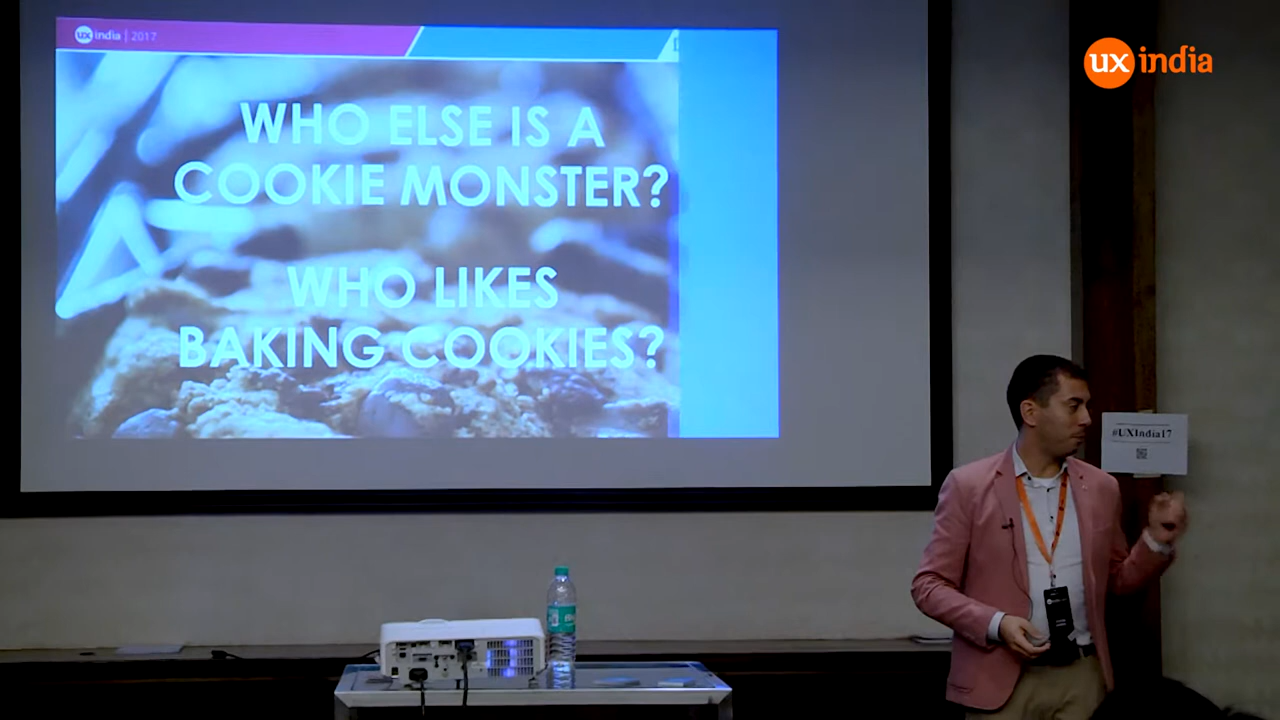 ux india | 2017
WHO ELSE IS A
COOKIE MONSTER?
WHO LIKES
BAKING COOKIES?
ux india
#UXIndia17